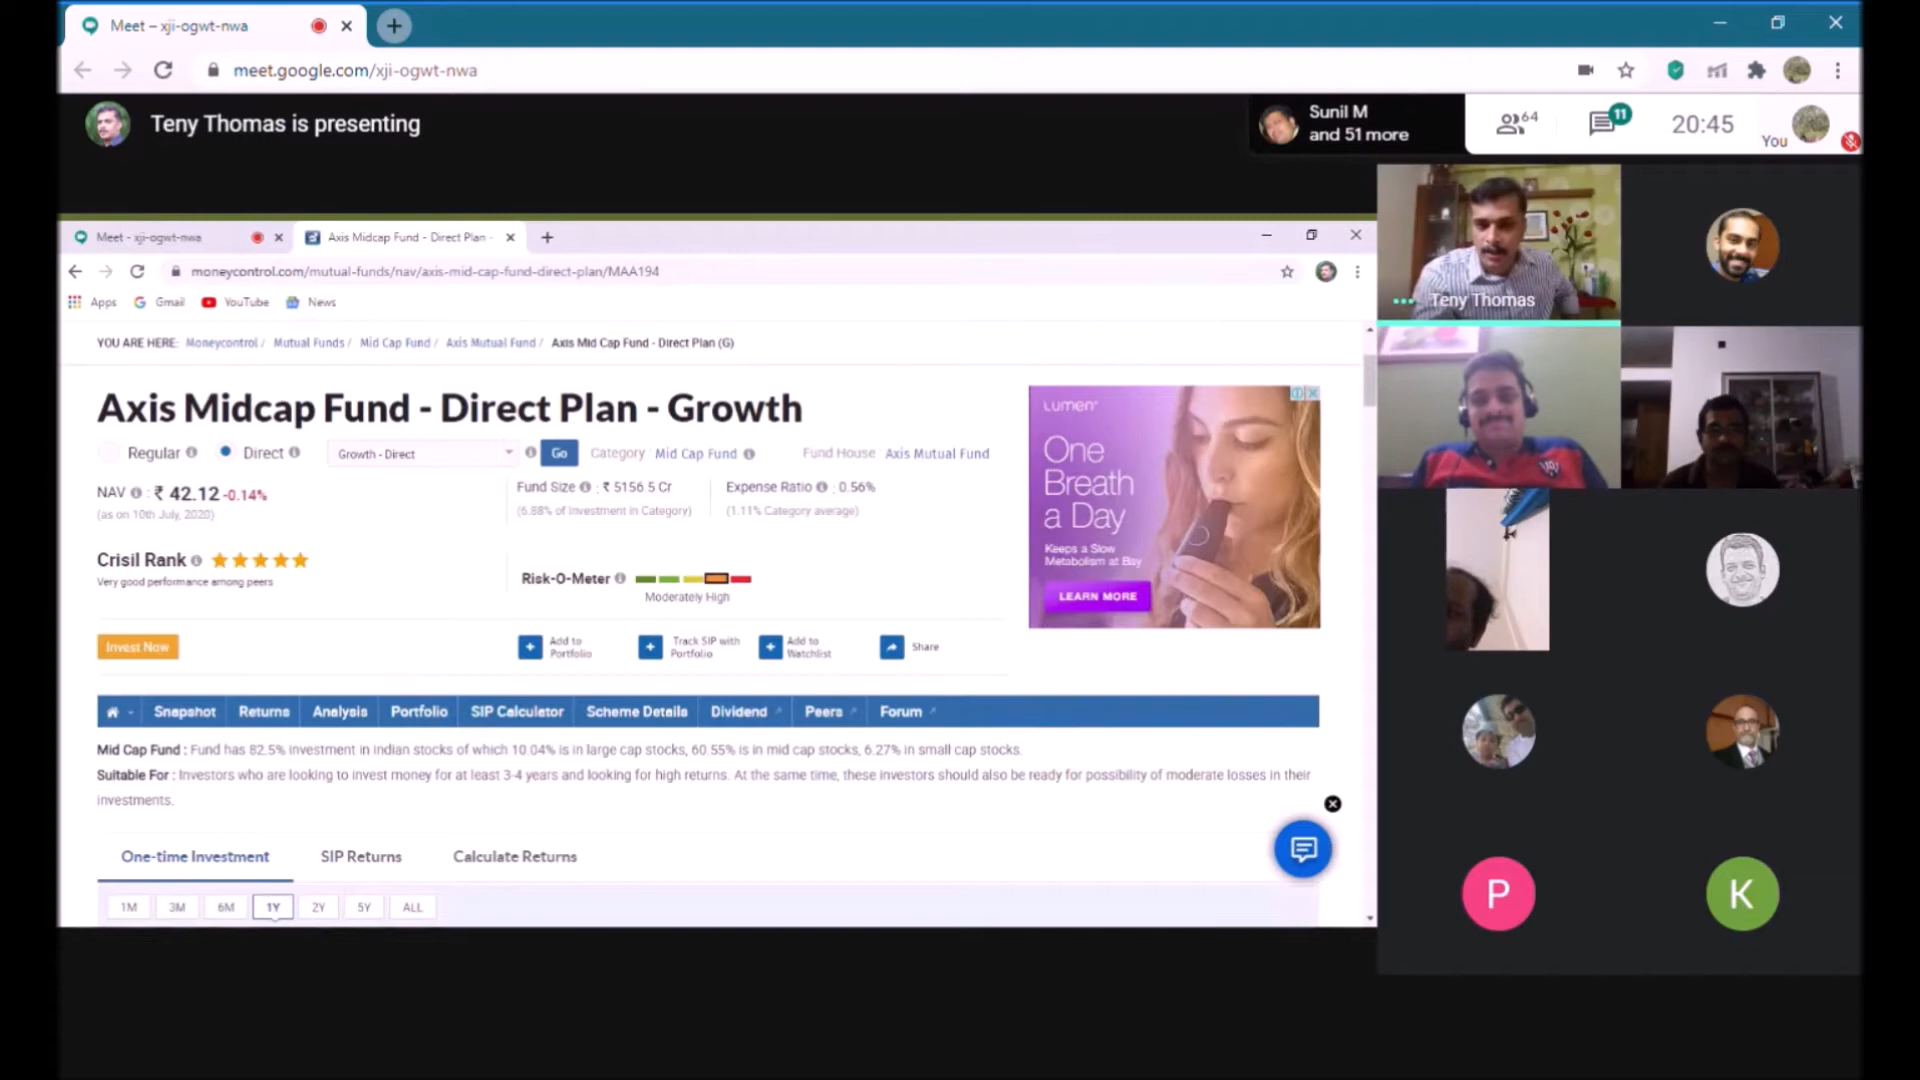 Meet – xji-ogwt-nwa
meet.google.com/xji-ogwt-nwa
Teny Thomas is presenting
Sunil M
and 51 more
64
11
20:45
You
Meet - xji-ogwt-nwa
Axis Midcap Fund - Direct Plan -
moneycontrol.com/mutual-funds/nav/axis-mid-cap-fund-direct-plan/MAA194
Apps Gmail YouTube News
YOU ARE HERE: Moneycontrol / Mutual Funds / Mid Cap Fund / Axis Mutual Fund / Axis Mid Cap Fund - Direct Plan (G)
Axis Midcap Fund - Direct Plan - Growth
Regular Direct Growth - Direct Go Category Mid Cap Fund Fund House Axis Mutual Fund
NAV : ₹ 42.12 -0.14%
(as on 10th July, 2020)
Fund Size : ₹ 5156.5 Cr
(6.88% of Investment in Category)
Expense Ratio : 0.56%
(1.11% Category average)
Crisil Rank
Very good performance among peers
Risk-O-Meter
Moderately High
Invest Now
Add to
Portfolio
Track SIP with
Portfolio
Add to
Watchlist
Share
Lumen
One
Breath
a Day
Keeps a Slow
Metabolism at Bay
LEARN MORE
Snapshot Returns Analysis Portfolio SIP Calculator Scheme Details Dividend Peers Forum
Mid Cap Fund : Fund has 82.5% investment in indian stocks of which 10.04% is in large cap stocks, 60.55% is in mid cap stocks, 6.27% in small cap stocks.
Suitable For : Investors who are looking to invest money for at least 3-4 years and looking for high returns. At the same time, these investors should also be ready for possibility of moderate losses in their
investments.
One-time Investment SIP Returns Calculate Returns
1M 3M 6M 1Y 2Y 5Y ALL
Teny Thomas
P
K